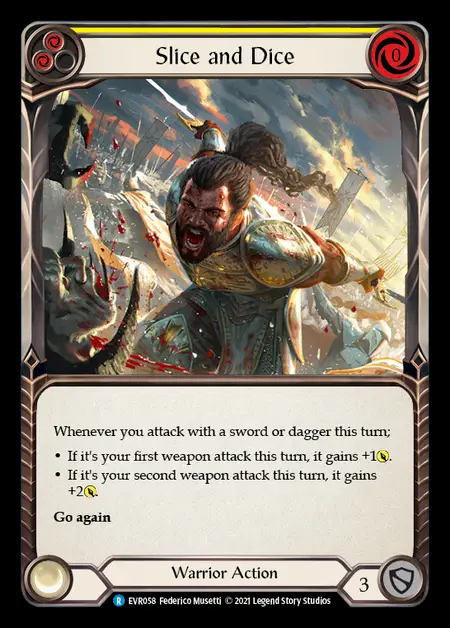 Slice and Dice
0
Whenever you attack with a sword or dagger this turn;
• If it's your first weapon attack this turn, it gains +1.
• If it's your second weapon attack this turn, it gains
+2.
Go again
Warrior Action
3
R EVR058 Federico Musetti © 2021 Legend Story Studios